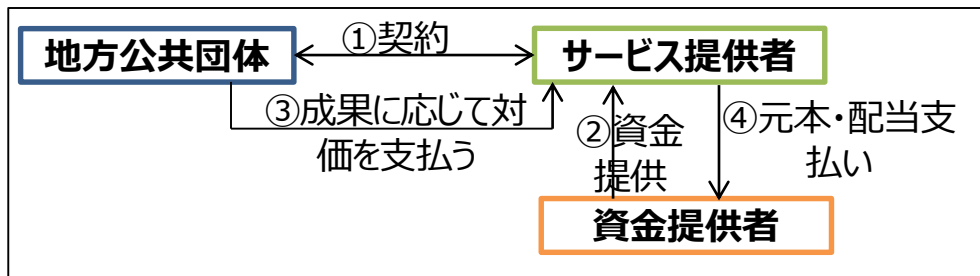 地方公共団体
①契約
サービス提供者
③成果に応じて対
価を支払う
②資金
提供
④元本・配当支
払い
資金提供者